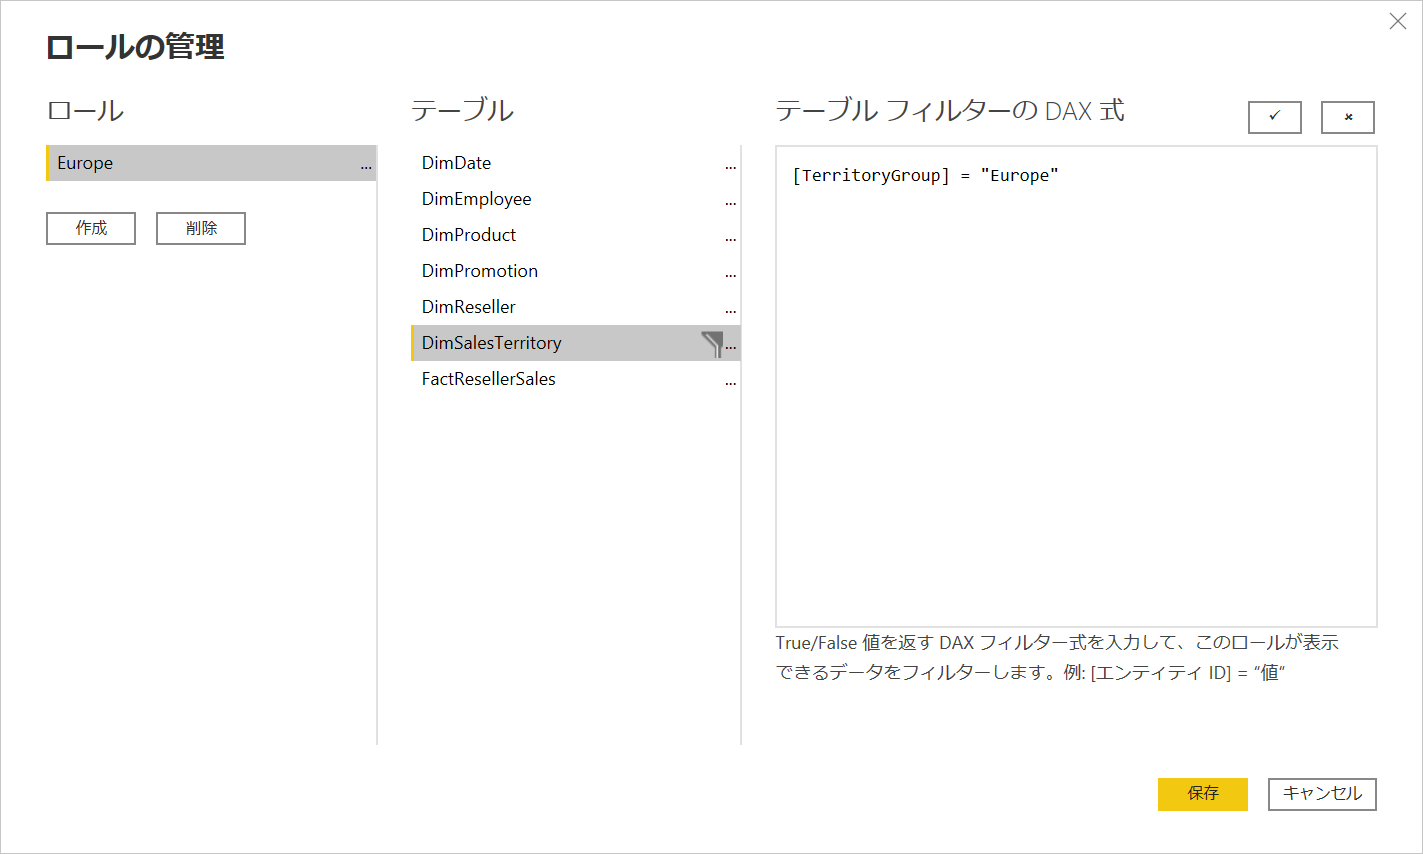 ロールの管理
ロール
Europe ...
作成 削除
テーブル
DimDate ...
DimEmployee ...
DimProduct ...
DimPromotion ...
DimReseller ...
DimSalesTerritory ...
FactResellerSales ...
テーブル フィルターの DAX 式
[TerritoryGroup] = "Europe"
True/False 値を返す DAX フィルター式を入力して、このロールが表示
できるデータをフィルターします。例: [エンティティ ID] = "値"
保存 キャンセル